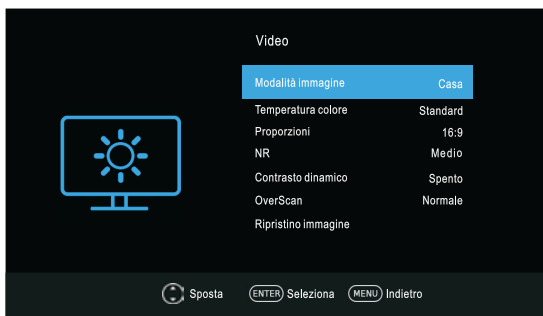 Video
Modalità immagine Casa
Temperatura colore Standard
Proporzioni 16:9
NR Medio
Contrasto dinamico Spento
OverScan Normale
Ripristino immagine
Sposta ENTER Seleziona MENU Indietro